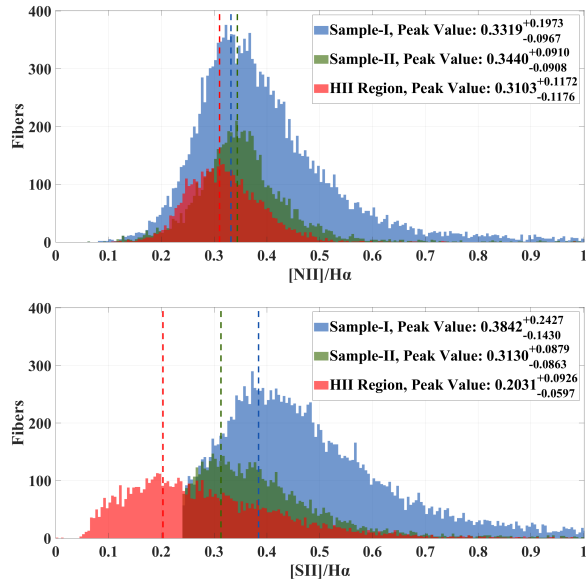 400
300
200
100
0
Fibers
Sample-I, Peak Value: 0.3319+0.1973 -0.0967
Sample-II, Peak Value: 0.3440+0.0910 -0.0908
HII Region, Peak Value: 0.3103+0.1172 -0.1176
0 0.1 0.2 0.3 0.4 0.5 0.6 0.7 0.8 0.9 1
[NII]/Hα
400
300
200
100
0
Fibers
Sample-I, Peak Value: 0.3842+0.2427 -0.1430
Sample-II, Peak Value: 0.3130+0.0879 -0.0863
HII Region, Peak Value: 0.2031+0.0926 -0.0597
0 0.1 0.2 0.3 0.4 0.5 0.6 0.7 0.8 0.9 1
[SII]/Hα